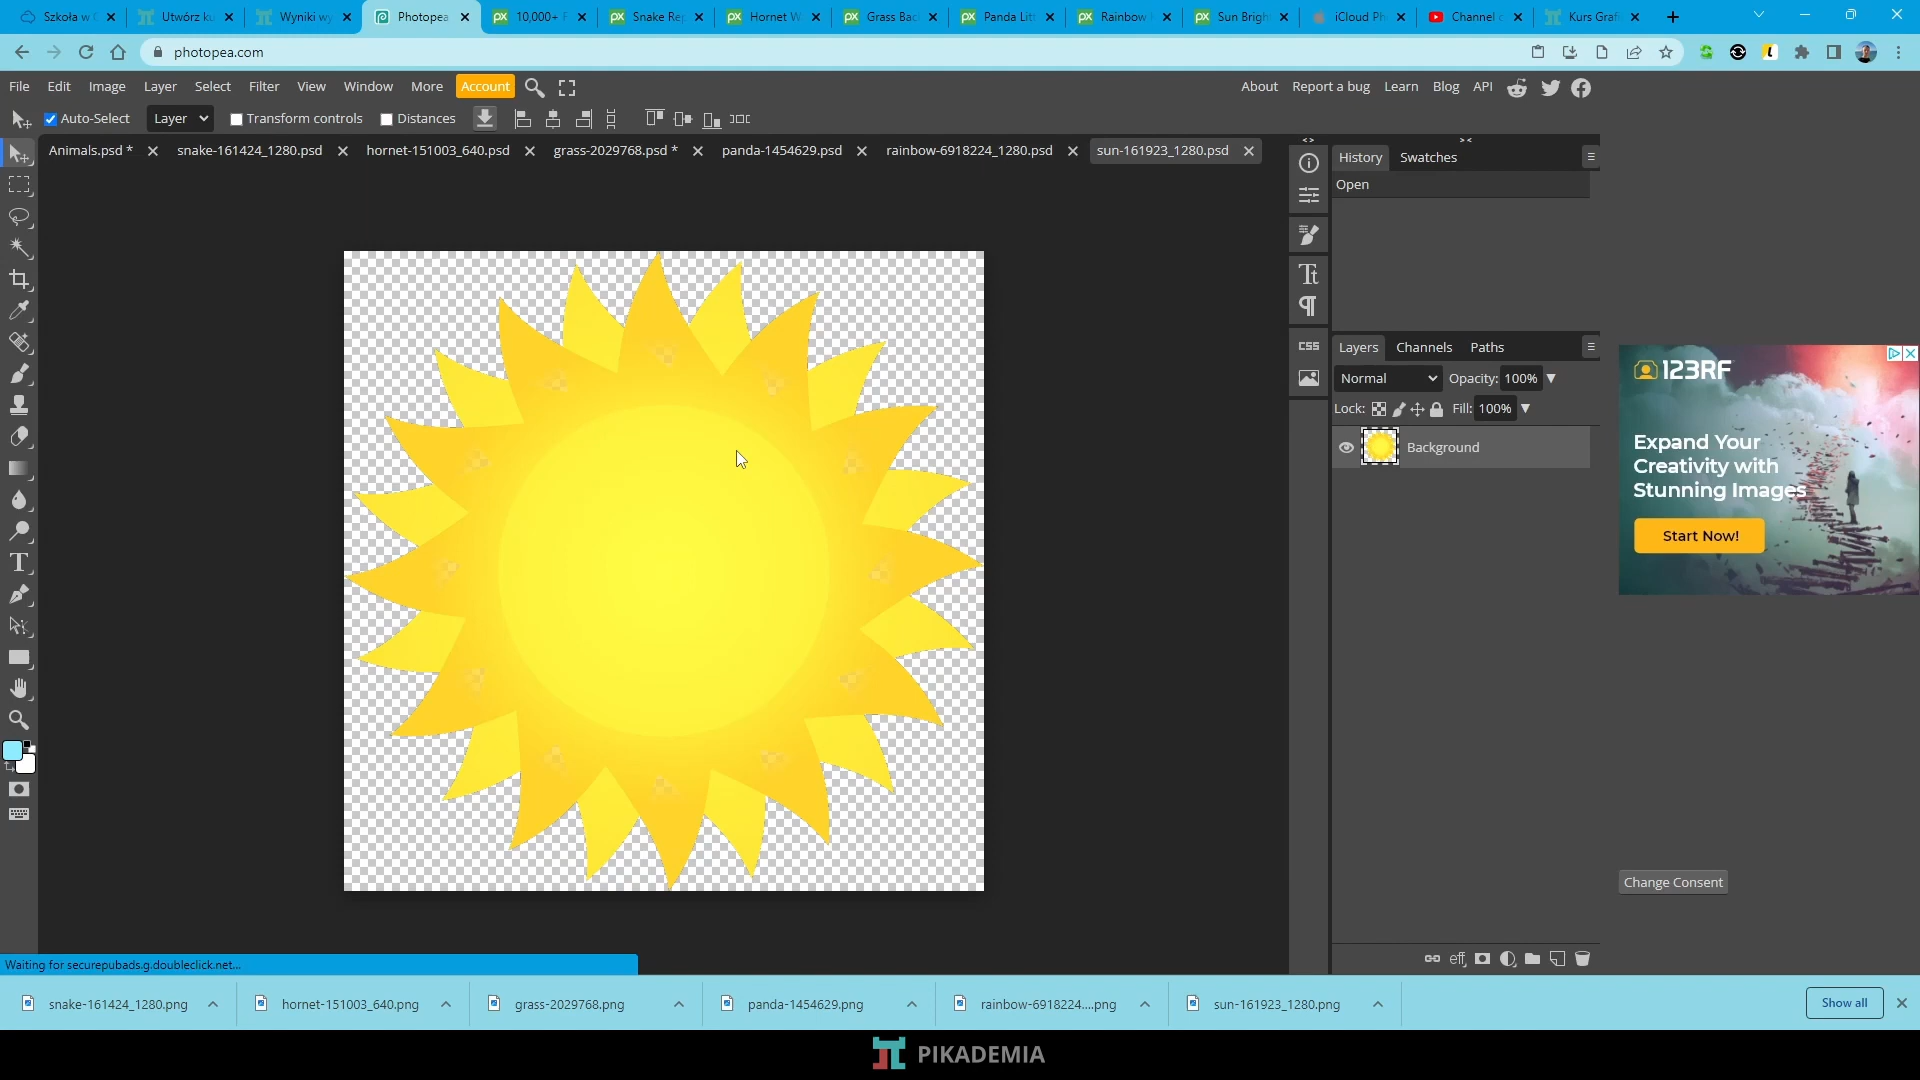 Szkoła w C
Utwórz ku
Wyniki wy
Photopea
10,000+ F
Snake Rep
Hornet W
Grass Bac
Panda Litt
Rainbow
Sun Brigh
iCloud Ph
Channel c
Kurs Grafi
photopea.com
File Edit Image Layer Select Filter View Window More Account
About Report a bug Learn Blog API
Auto-Select Layer Transform controls Distances
Animals.psd * snake-161424_1280.psd hornet-151003_640.psd grass-2029768.psd * panda-1454629.psd rainbow-6918224_1280.psd sun-161923_1280.psd
History Swatches
Open
CSS
Layers Channels Paths
Normal Opacity: 100%
Lock: Fill: 100%
Background
eff
123RF
Expand Your
Creativity with
Stunning Images
Start Now!
Change Consent
Waiting for securepubads.g.doubleclick.net...
snake-161424_1280.png hornet-151003_640.png grass-2029768.png panda-1454629.png rainbow-6918224....png sun-161923_1280.png Show all
PIKADEMIA